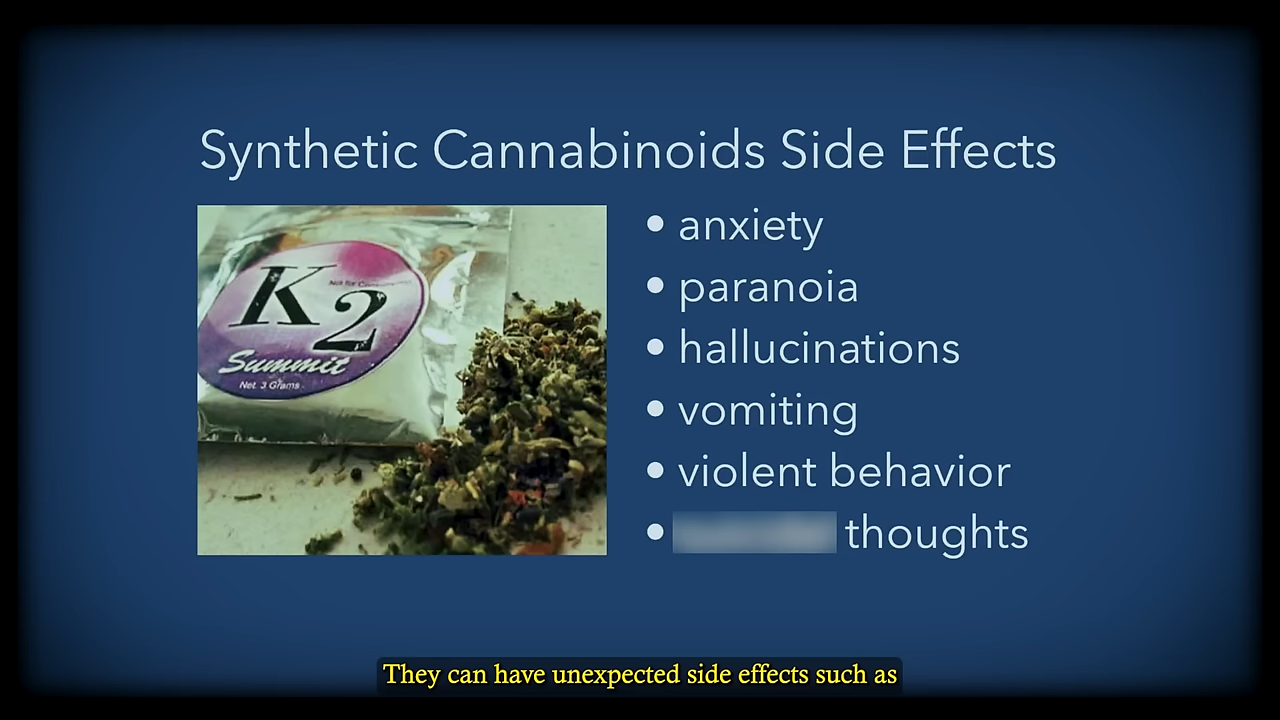 Synthetic Cannabinoids Side Effects
K2
Summit
Net. 3 Grams
• anxiety
• paranoia
• hallucinations
• vomiting
• violent behavior
• thoughts
They can have unexpected side effects such as